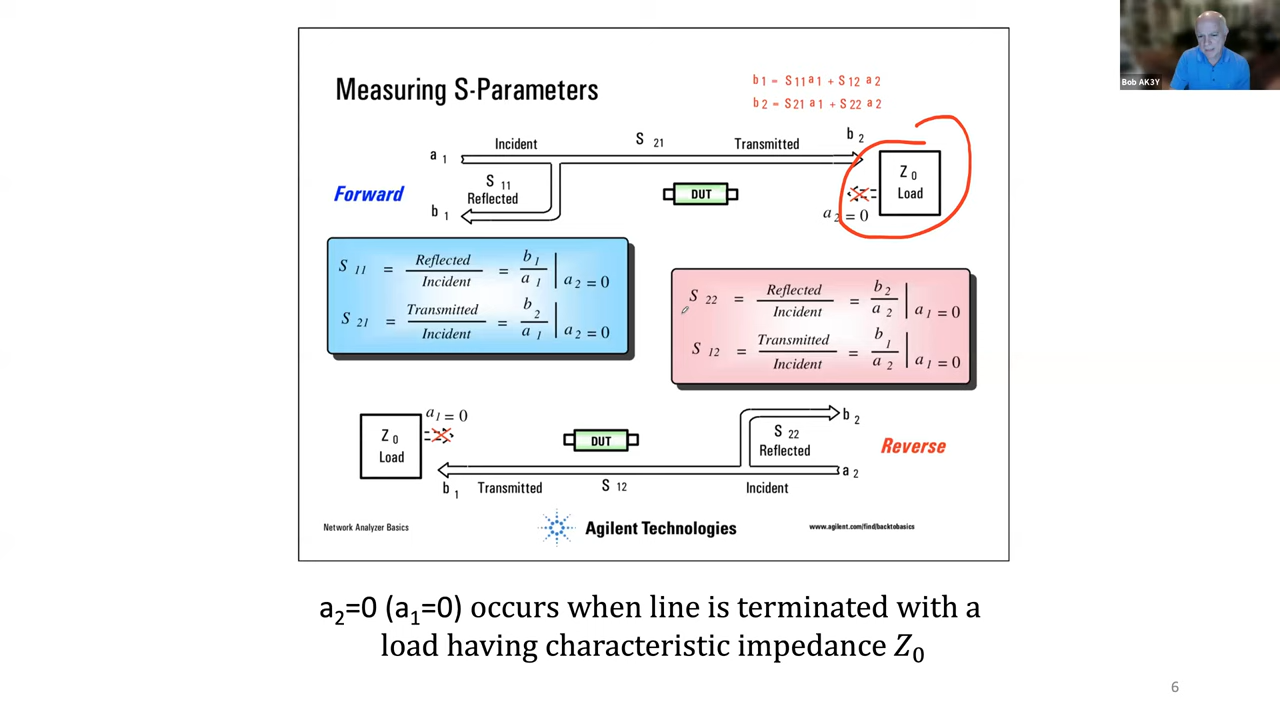 Bob AK3Y
Measuring S-Parameters
b1 = S11a1 + S12 a2
b2 = S21 a1 + S22 a2
Forward
a 1
Incident
S 21
Transmitted
b 2
S 11
Reflected
b 1
DUT
Z 0
Load
a 2 = 0
S 11 = Reflected / Incident = b 1 / a 1 | a 2 = 0
S 21 = Transmitted / Incident = b 2 / a 1 | a 2 = 0
S 22 = Reflected / Incident = b 2 / a 2 | a 1 = 0
S 12 = Transmitted / Incident = b 1 / a 2 | a 1 = 0
a 1 = 0
Z 0
Load
DUT
b 2
S 22
Reflected
Reverse
a 2
b 1
Transmitted
S 12
Incident
Network Analyzer Basics
Agilent Technologies
www.agilent.com/find/backtobasics
a₂=0 (a₁=0) occurs when line is terminated with a
load having characteristic impedance Z₀
6